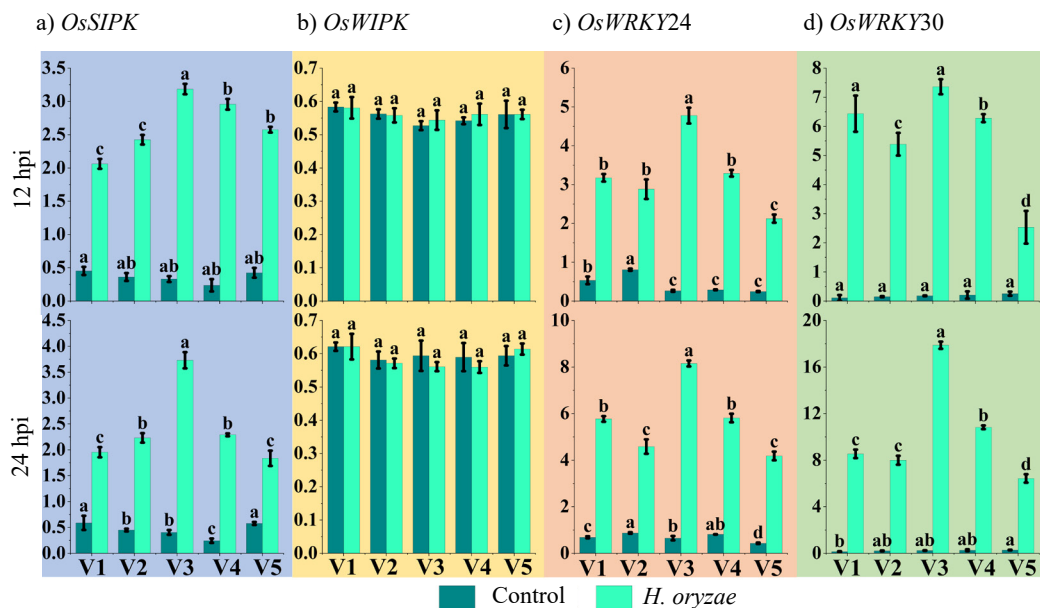 a) OsSIPK
b) OsWIPK
c) OsWRKY24
d) OsWRKY30
12 hpi
3.5
3.0
2.5
2.0
1.5
1.0
0.5
0.0
a ab ab ab ab
c c a b b
0.7
0.6
0.5
0.4
0.3
0.2
0.1
0.0
a a a a a a a a a a
6
5
4
3
2
1
0
b a c c c
b b a b c
8
7
6
5
4
3
2
1
0
a a a a a
a c a b d
24 hpi
4.5
4.0
3.5
3.0
2.5
2.0
1.5
1.0
0.5
0.0
a b b c a
c b a b c
V1 V2 V3 V4 V5
0.7
0.6
0.5
0.4
0.3
0.2
0.1
0.0
a a a a a a a a a a
V1 V2 V3 V4 V5
10
8
6
4
2
0
c a b ab d
b c a b c
V1 V2 V3 V4 V5
20
16
12
8
4
0
b ab ab ab a
c c a b d
V1 V2 V3 V4 V5
Control
H. oryzae